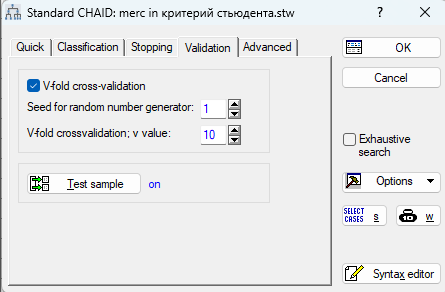 Standard CHAID: merc in критерий стьюдента.stw
Quick
Classification
Stopping
Validation
Advanced
V-fold cross-validation
Seed for random number generator: 1
V-fold crossvalidation; v value: 10
Test sample on
OK
Cancel
Exhaustive
search
Options
SELECT
CASES
s
w
Syntax editor